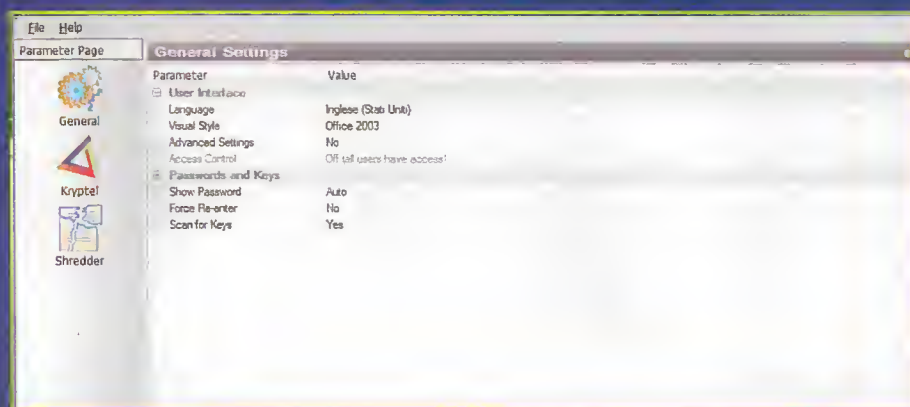 File Help
Parameter Page
General Settings
General
Kryptel
Shredder
Parameter Value
User Interface
Language Inglese (Stati Uniti)
Visual Style Office 2003
Advanced Settings No
Access Control Off (all users have access)
Passwords and Keys
Show Password Auto
Force Re-enter No
Scan for Keys Yes